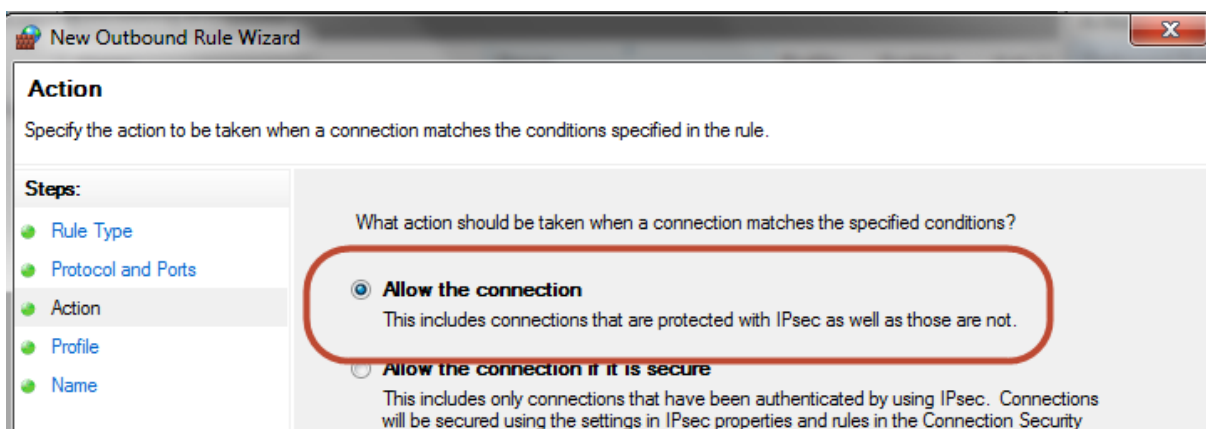 New Outbound Rule Wizard
X
Action
Specify the action to be taken when a connection matches the conditions specified in the rule.
Steps:
Rule Type
Protocol and Ports
Action
Profile
Name
What action should be taken when a connection matches the specified conditions?
Allow the connection
This includes connections that are protected with IPsec as well as those are not.
Allow the connection if it is secure
This includes only connections that have been authenticated by using IPsec. Connections
will be secured using the settings in IPsec properties and rules in the Connection Security